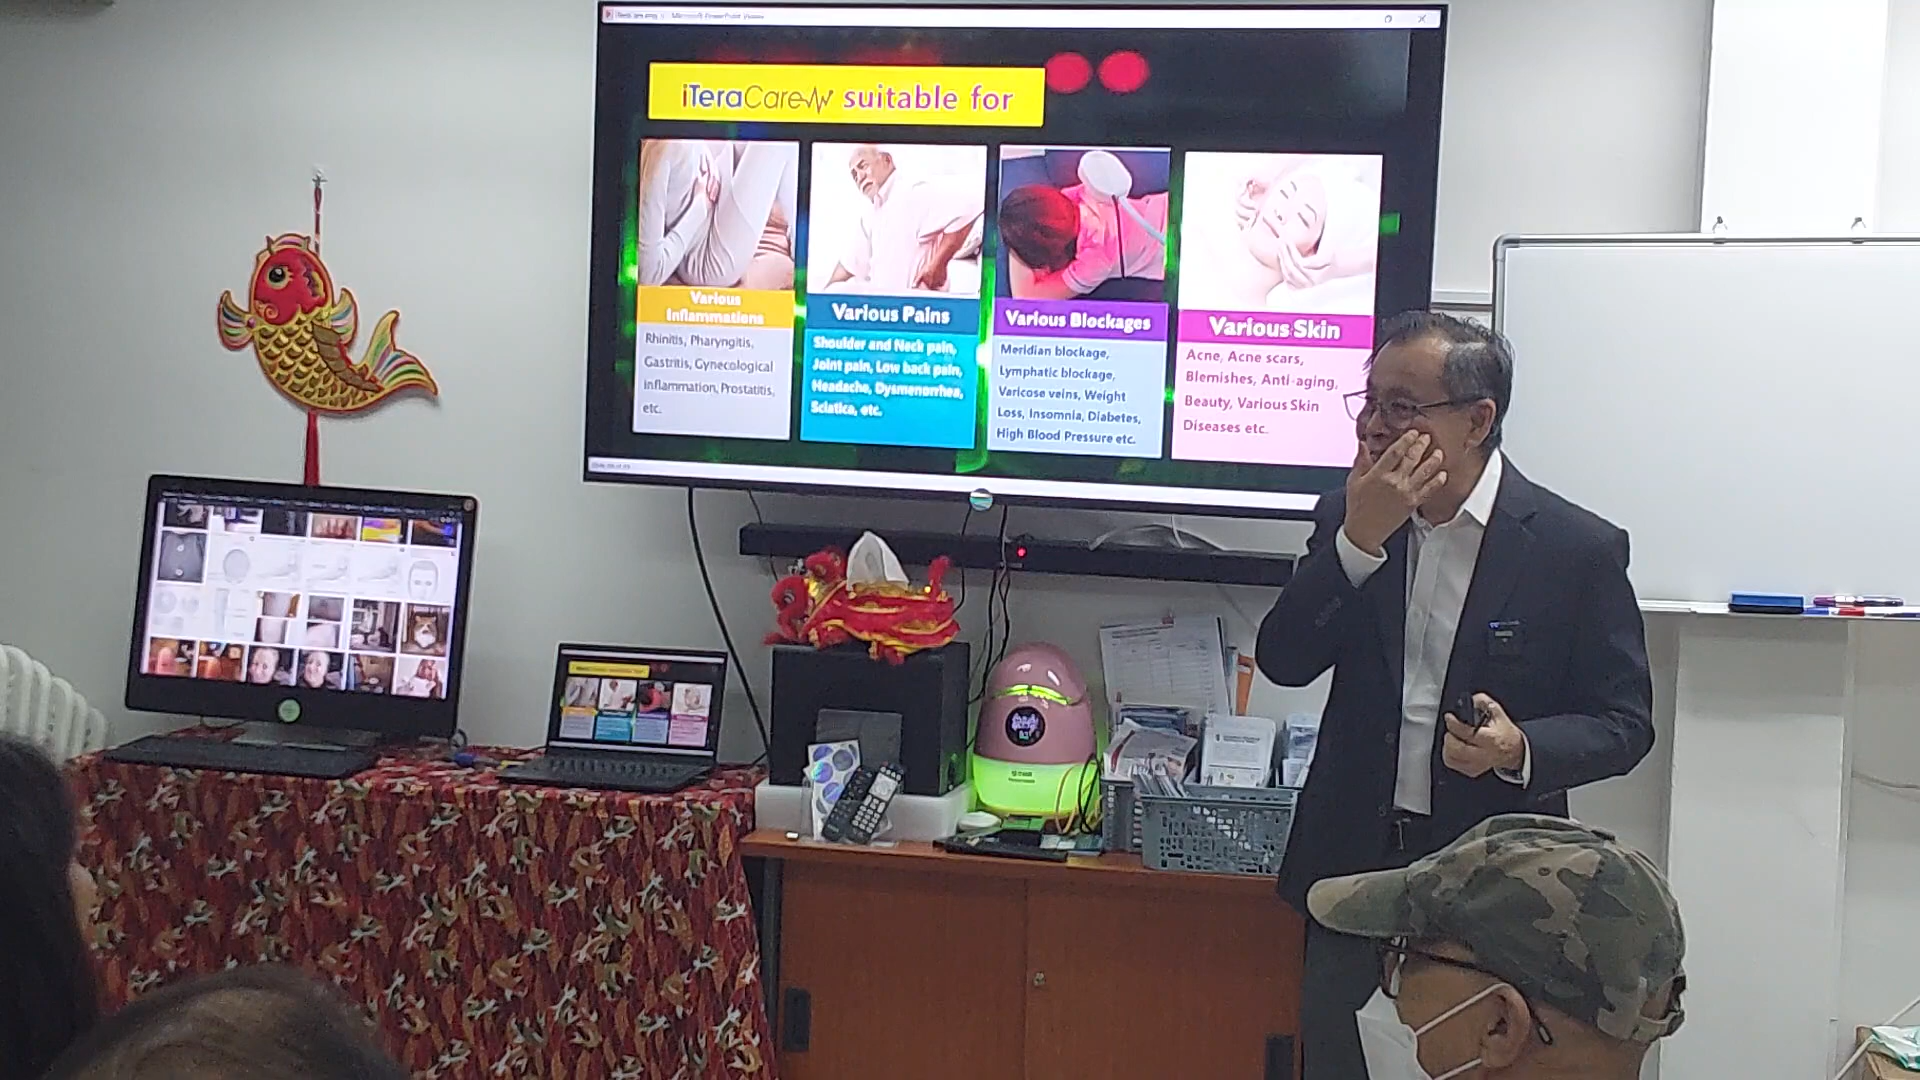 iTeraCare suitable for
Various
Inflammations
Rhinitis, Pharyngitis,
Gastritis, Gynecological
inflammation, Prostatitis,
etc.
Various Pains
Shoulder and Neck pain,
Joint pain, Low back pain,
Headache, Dysmenorrhea,
Sciatica, etc.
Various Blockages
Meridian blockage,
Lymphatic blockage,
Varicose veins, Weight
Loss, Insomnia, Diabetes,
High Blood Pressure etc.
Various Skin
Acne, Acne scars,
Blemishes, Anti-aging,
Beauty, Various Skin
Diseases etc.